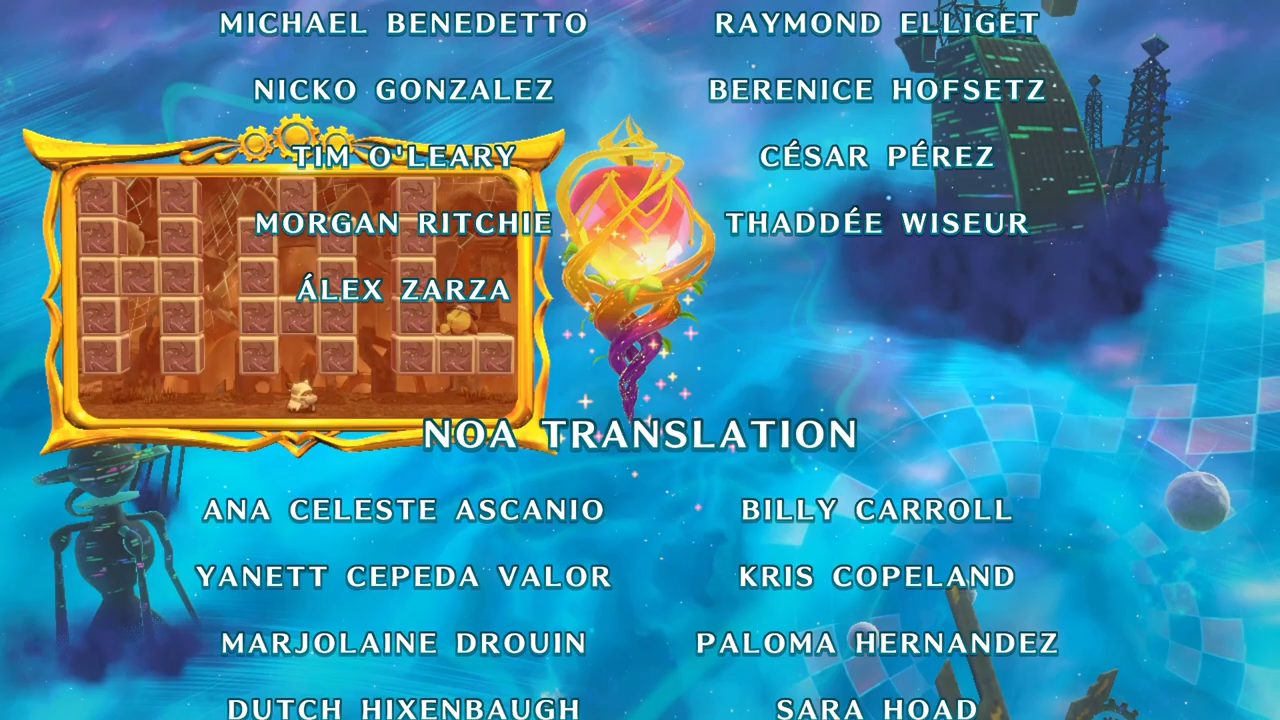 MICHAEL BENEDETTO RAYMOND ELLIGET
NICKO GONZALEZ BERENICE HOFSETZ
TIM O'LEARY CÉSAR PÉREZ
MORGAN RITCHIE THADDÉE WISEUR
ÁLEX ZARZA
HAL
NOA TRANSLATION
ANA CELESTE ASCANIO BILLY CARROLL
YANETT CEPEDA VALOR KRIS COPELAND
MARJOLAINE DROUIN PALOMA HERNANDEZ
DUTCH HIXENBAUGH SARA HOAD